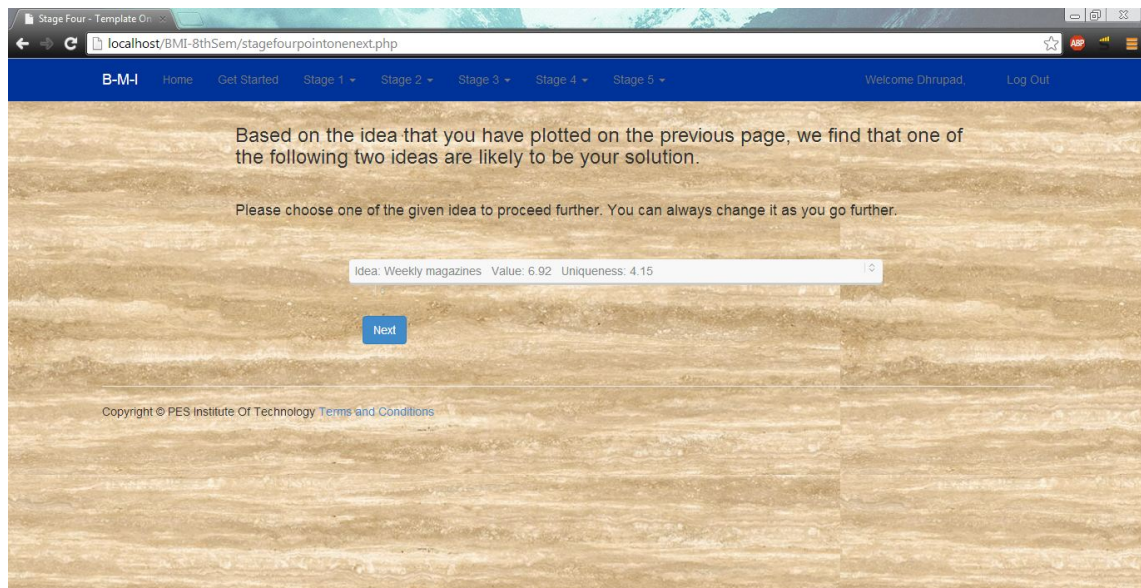 Stage Four - Template On
localhost/BMI-8thSem/stagefourpointonenext.php
ABP
B-M-I Home Get Started Stage 1 Stage 2 Stage 3 Stage 4 Stage 5 Welcome Dhrupad, Log Out
Based on the idea that you have plotted on the previous page, we find that one of
the following two ideas are likely to be your solution.
Please choose one of the given idea to proceed further. You can always change it as you go further.
Idea: Weekly magazines Value: 6.92 Uniqueness: 4.15
Next
Copyright © PES Institute Of Technology Terms and Conditions